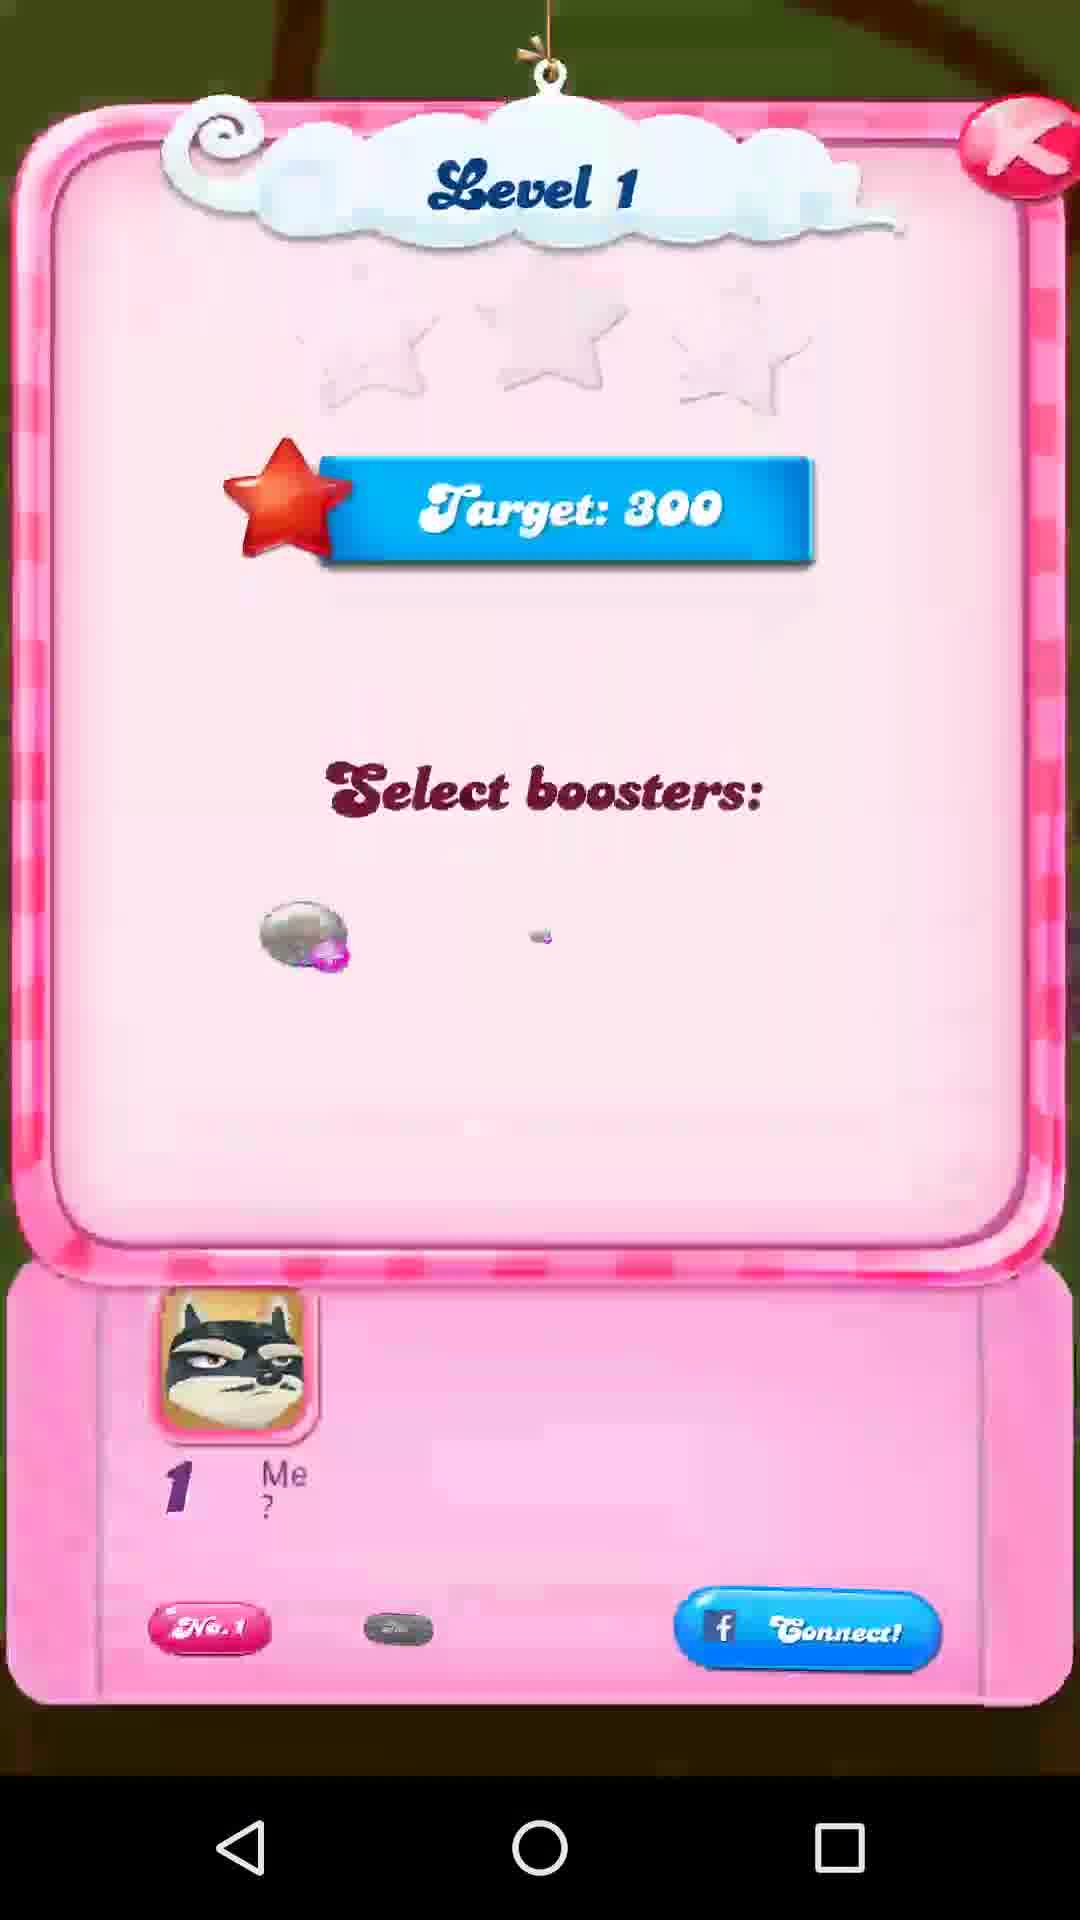 Level 1
Target: 300
Select boosters:
1
Me
?
No. 1
f Connect!